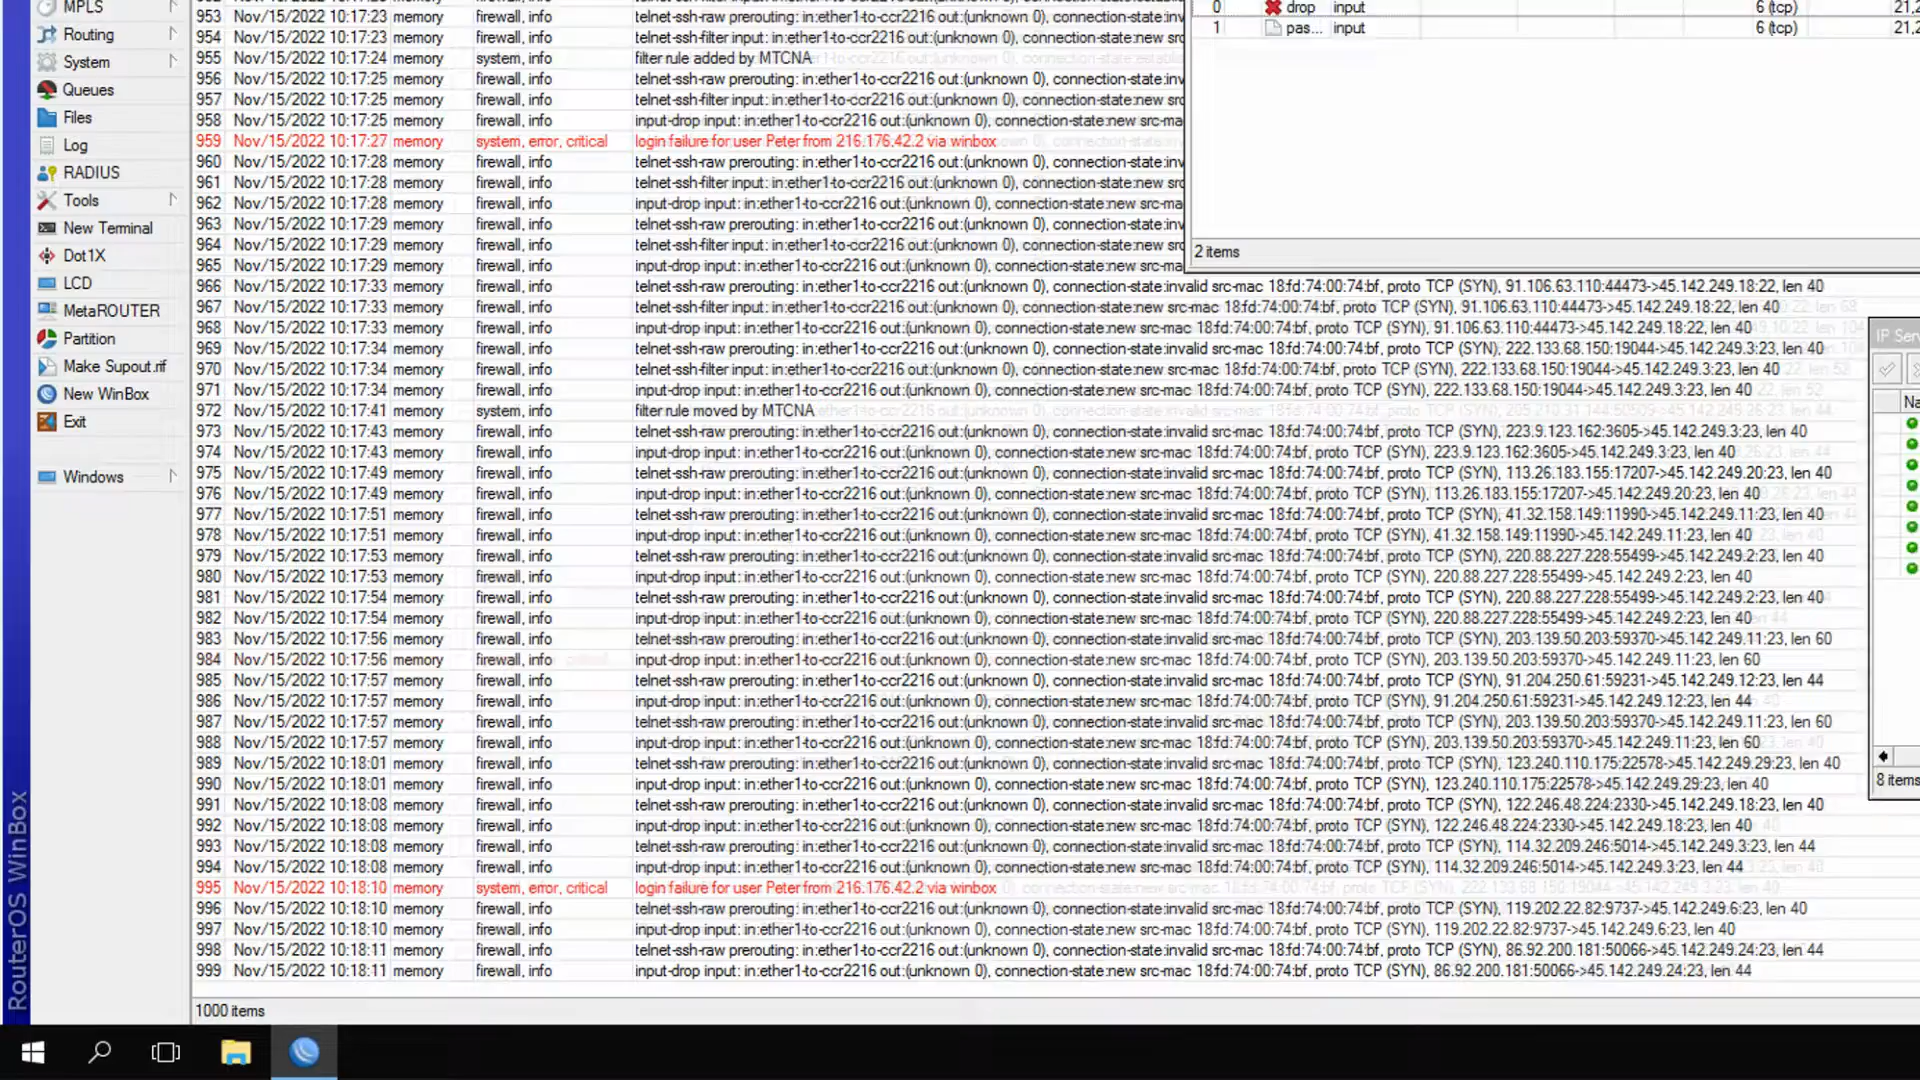 MPLS
Routing
System
Queues
Files
Log
RADIUS
Tools
New Terminal
Dot1X
LCD
MetaROUTER
Partition
Make Supout.rif
New WinBox
Exit
Windows
RouterOS WinBox
953 Nov/15/2022 10:17:23 memory firewall, info telnet-ssh-raw prerouting: in:ether1-to-ccr2216 out:(unknown 0), connection-state:inv
954 Nov/15/2022 10:17:23 memory firewall, info telnet-ssh-filter input: in:ether1-to-ccr2216 out:(unknown 0), connection-state:new src
955 Nov/15/2022 10:17:24 memory system, info filter rule added by MTCNA
956 Nov/15/2022 10:17:25 memory firewall, info telnet-ssh-raw prerouting: in:ether1-to-ccr2216 out:(unknown 0), connection-state:inv
957 Nov/15/2022 10:17:25 memory firewall, info telnet-ssh-filter input: in:ether1-to-ccr2216 out:(unknown 0), connection-state:new src
958 Nov/15/2022 10:17:25 memory firewall, info input-drop input: in:ether1-to-ccr2216 out:(unknown 0), connection-state:new src-ma
959 Nov/15/2022 10:17:27 memory system, error, critical login failure for user Peter from 216.176.42.2 via winbox
960 Nov/15/2022 10:17:28 memory firewall, info telnet-ssh-raw prerouting: in:ether1-to-ccr2216 out:(unknown 0), connection-state:inv
961 Nov/15/2022 10:17:28 memory firewall, info telnet-ssh-filter input: in:ether1-to-ccr2216 out:(unknown 0), connection-state:new src
962 Nov/15/2022 10:17:28 memory firewall, info input-drop input: in:ether1-to-ccr2216 out:(unknown 0), connection-state:new src-ma
963 Nov/15/2022 10:17:29 memory firewall, info telnet-ssh-raw prerouting: in:ether1-to-ccr2216 out:(unknown 0), connection-state:inv
964 Nov/15/2022 10:17:29 memory firewall, info telnet-ssh-filter input: in:ether1-to-ccr2216 out:(unknown 0), connection-state:new src
965 Nov/15/2022 10:17:29 memory firewall, info input-drop input: in:ether1-to-ccr2216 out:(unknown 0), connection-state:new src-ma
966 Nov/15/2022 10:17:33 memory firewall, info telnet-ssh-raw prerouting: in:ether1-to-ccr2216 out:(unknown 0), connection-state:invalid src-mac 18:fd:74:00:74:bf, proto TCP (SYN), 91.106.63.110:44473->45.142.249.18:22, len 40
967 Nov/15/2022 10:17:33 memory firewall, info telnet-ssh-filter input: in:ether1-to-ccr2216 out:(unknown 0), connection-state:new src-mac 18:fd:74:00:74:bf, proto TCP (SYN), 91.106.63.110:44473->45.142.249.18:22, len 40
968 Nov/15/2022 10:17:33 memory firewall, info input-drop input: in:ether1-to-ccr2216 out:(unknown 0), connection-state:new src-mac 18:fd:74:00:74:bf, proto TCP (SYN), 91.106.63.110:44473->45.142.249.18:22, len 40
969 Nov/15/2022 10:17:34 memory firewall, info telnet-ssh-raw prerouting: in:ether1-to-ccr2216 out:(unknown 0), connection-state:invalid src-mac 18:fd:74:00:74:bf, proto TCP (SYN), 222.133.68.150:19044->45.142.249.3:23, len 40
970 Nov/15/2022 10:17:34 memory firewall, info telnet-ssh-filter input: in:ether1-to-ccr2216 out:(unknown 0), connection-state:new src-mac 18:fd:74:00:74:bf, proto TCP (SYN), 222.133.68.150:19044->45.142.249.3:23, len 40
971 Nov/15/2022 10:17:34 memory firewall, info input-drop input: in:ether1-to-ccr2216 out:(unknown 0), connection-state:new src-mac 18:fd:74:00:74:bf, proto TCP (SYN), 222.133.68.150:19044->45.142.249.3:23, len 40
972 Nov/15/2022 10:17:41 memory system, info filter rule moved by MTCNA
973 Nov/15/2022 10:17:43 memory firewall, info telnet-ssh-raw prerouting: in:ether1-to-ccr2216 out:(unknown 0), connection-state:invalid src-mac 18:fd:74:00:74:bf, proto TCP (SYN), 223.9.123.162:3605->45.142.249.3:23, len 40
974 Nov/15/2022 10:17:43 memory firewall, info input-drop input: in:ether1-to-ccr2216 out:(unknown 0), connection-state:new src-mac 18:fd:74:00:74:bf, proto TCP (SYN), 223.9.123.162:3605->45.142.249.3:23, len 40
975 Nov/15/2022 10:17:49 memory firewall, info telnet-ssh-raw prerouting: in:ether1-to-ccr2216 out:(unknown 0), connection-state:invalid src-mac 18:fd:74:00:74:bf, proto TCP (SYN), 113.26.183.155:17207->45.142.249.20:23, len 40
976 Nov/15/2022 10:17:49 memory firewall, info input-drop input: in:ether1-to-ccr2216 out:(unknown 0), connection-state:new src-mac 18:fd:74:00:74:bf, proto TCP (SYN), 113.26.183.155:17207->45.142.249.20:23, len 40
977 Nov/15/2022 10:17:51 memory firewall, info telnet-ssh-raw prerouting: in:ether1-to-ccr2216 out:(unknown 0), connection-state:invalid src-mac 18:fd:74:00:74:bf, proto TCP (SYN), 41.32.158.149:11990->45.142.249.11:23, len 40
978 Nov/15/2022 10:17:51 memory firewall, info input-drop input: in:ether1-to-ccr2216 out:(unknown 0), connection-state:new src-mac 18:fd:74:00:74:bf, proto TCP (SYN), 41.32.158.149:11990->45.142.249.11:23, len 40
979 Nov/15/2022 10:17:53 memory firewall, info telnet-ssh-raw prerouting: in:ether1-to-ccr2216 out:(unknown 0), connection-state:invalid src-mac 18:fd:74:00:74:bf, proto TCP (SYN), 220.88.227.228:55499->45.142.249.2:23, len 40
980 Nov/15/2022 10:17:53 memory firewall, info input-drop input: in:ether1-to-ccr2216 out:(unknown 0), connection-state:new src-mac 18:fd:74:00:74:bf, proto TCP (SYN), 220.88.227.228:55499->45.142.249.2:23, len 40
981 Nov/15/2022 10:17:54 memory firewall, info telnet-ssh-raw prerouting: in:ether1-to-ccr2216 out:(unknown 0), connection-state:invalid src-mac 18:fd:74:00:74:bf, proto TCP (SYN), 220.88.227.228:55499->45.142.249.2:23, len 40
982 Nov/15/2022 10:17:54 memory firewall, info input-drop input: in:ether1-to-ccr2216 out:(unknown 0), connection-state:new src-mac 18:fd:74:00:74:bf, proto TCP (SYN), 220.88.227.228:55499->45.142.249.2:23, len 40
983 Nov/15/2022 10:17:56 memory firewall, info telnet-ssh-raw prerouting: in:ether1-to-ccr2216 out:(unknown 0), connection-state:invalid src-mac 18:fd:74:00:74:bf, proto TCP (SYN), 203.139.50.203:59370->45.142.249.11:23, len 60
984 Nov/15/2022 10:17:56 memory firewall, info input-drop input: in:ether1-to-ccr2216 out:(unknown 0), connection-state:new src-mac 18:fd:74:00:74:bf, proto TCP (SYN), 203.139.50.203:59370->45.142.249.11:23, len 60
985 Nov/15/2022 10:17:57 memory firewall, info telnet-ssh-raw prerouting: in:ether1-to-ccr2216 out:(unknown 0), connection-state:invalid src-mac 18:fd:74:00:74:bf, proto TCP (SYN), 91.204.250.61:59231->45.142.249.12:23, len 44
986 Nov/15/2022 10:17:57 memory firewall, info input-drop input: in:ether1-to-ccr2216 out:(unknown 0), connection-state:new src-mac 18:fd:74:00:74:bf, proto TCP (SYN), 91.204.250.61:59231->45.142.249.12:23, len 44
987 Nov/15/2022 10:17:57 memory firewall, info telnet-ssh-raw prerouting: in:ether1-to-ccr2216 out:(unknown 0), connection-state:invalid src-mac 18:fd:74:00:74:bf, proto TCP (SYN), 203.139.50.203:59370->45.142.249.11:23, len 60
988 Nov/15/2022 10:17:57 memory firewall, info input-drop input: in:ether1-to-ccr2216 out:(unknown 0), connection-state:new src-mac 18:fd:74:00:74:bf, proto TCP (SYN), 203.139.50.203:59370->45.142.249.11:23, len 60
989 Nov/15/2022 10:18:01 memory firewall, info telnet-ssh-raw prerouting: in:ether1-to-ccr2216 out:(unknown 0), connection-state:invalid src-mac 18:fd:74:00:74:bf, proto TCP (SYN), 123.240.110.175:22578->45.142.249.29:23, len 40
990 Nov/15/2022 10:18:01 memory firewall, info input-drop input: in:ether1-to-ccr2216 out:(unknown 0), connection-state:new src-mac 18:fd:74:00:74:bf, proto TCP (SYN), 123.240.110.175:22578->45.142.249.29:23, len 40
991 Nov/15/2022 10:18:08 memory firewall, info telnet-ssh-raw prerouting: in:ether1-to-ccr2216 out:(unknown 0), connection-state:invalid src-mac 18:fd:74:00:74:bf, proto TCP (SYN), 122.246.48.224:2330->45.142.249.18:23, len 40
992 Nov/15/2022 10:18:08 memory firewall, info input-drop input: in:ether1-to-ccr2216 out:(unknown 0), connection-state:new src-mac 18:fd:74:00:74:bf, proto TCP (SYN), 122.246.48.224:2330->45.142.249.18:23, len 40
993 Nov/15/2022 10:18:08 memory firewall, info telnet-ssh-raw prerouting: in:ether1-to-ccr2216 out:(unknown 0), connection-state:invalid src-mac 18:fd:74:00:74:bf, proto TCP (SYN), 114.32.209.246:5014->45.142.249.3:23, len 44
994 Nov/15/2022 10:18:08 memory firewall, info input-drop input: in:ether1-to-ccr2216 out:(unknown 0), connection-state:new src-mac 18:fd:74:00:74:bf, proto TCP (SYN), 114.32.209.246:5014->45.142.249.3:23, len 44
995 Nov/15/2022 10:18:10 memory system, error, critical login failure for user Peter from 216.176.42.2 via winbox
996 Nov/15/2022 10:18:10 memory firewall, info telnet-ssh-raw prerouting: in:ether1-to-ccr2216 out:(unknown 0), connection-state:invalid src-mac 18:fd:74:00:74:bf, proto TCP (SYN), 119.202.22.82:9737->45.142.249.6:23, len 40
997 Nov/15/2022 10:18:10 memory firewall, info input-drop input: in:ether1-to-ccr2216 out:(unknown 0), connection-state:new src-mac 18:fd:74:00:74:bf, proto TCP (SYN), 119.202.22.82:9737->45.142.249.6:23, len 40
998 Nov/15/2022 10:18:11 memory firewall, info telnet-ssh-raw prerouting: in:ether1-to-ccr2216 out:(unknown 0), connection-state:invalid src-mac 18:fd:74:00:74:bf, proto TCP (SYN), 86.92.200.181:50066->45.142.249.24:23, len 44
999 Nov/15/2022 10:18:11 memory firewall, info input-drop input: in:ether1-to-ccr2216 out:(unknown 0), connection-state:new src-mac 18:fd:74:00:74:bf, proto TCP (SYN), 86.92.200.181:50066->45.142.249.24:23, len 44
1000 items
0 drop input 6 (tcp) 21,2
1 pas... input 6 (tcp) 21,2
2 items
IP Serv
Na
8 items